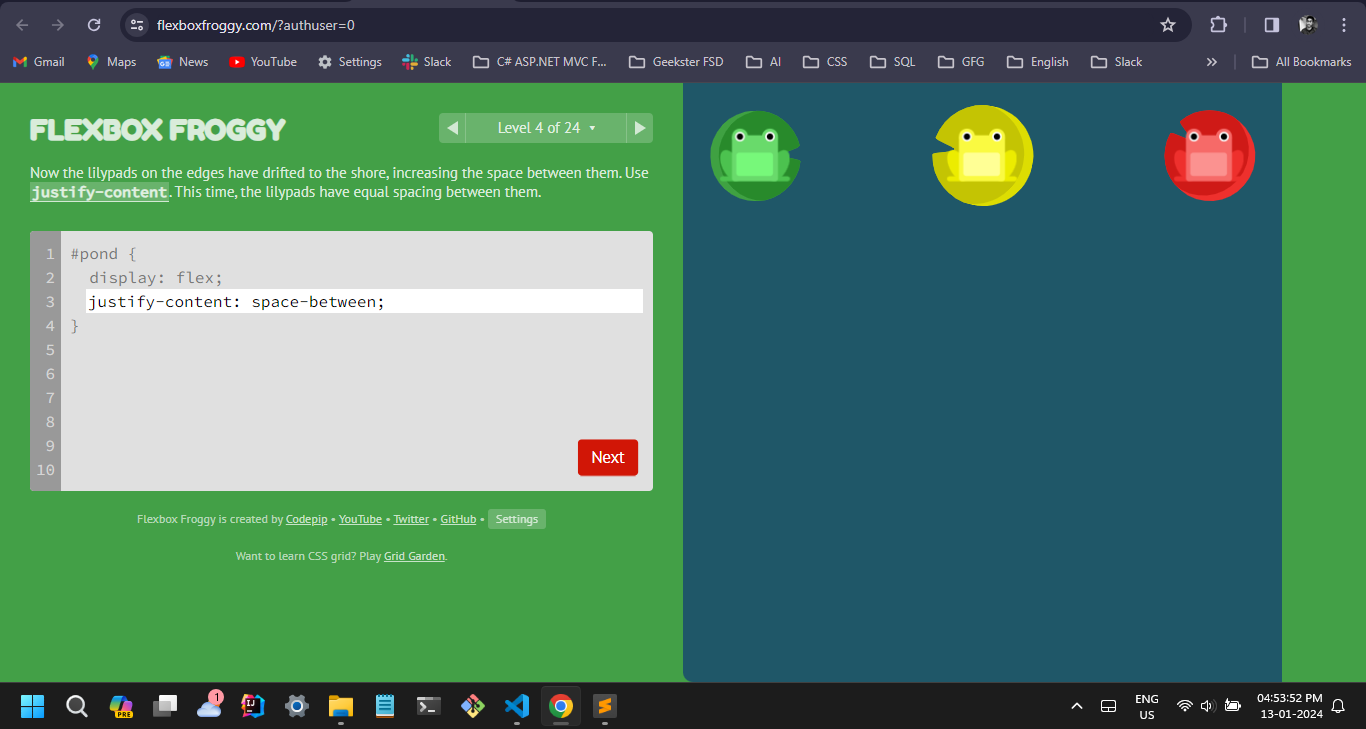 flexboxfroggy.com/?authuser=0
Gmail Maps News YouTube Settings Slack C# ASP.NET MVC F... Geekster FSD AI CSS SQL GFG English Slack » All Bookmarks
FLEXBOX FROGGY
Level 4 of 24
Now the lilypads on the edges have drifted to the shore, increasing the space between them. Use
justify-content. This time, the lilypads have equal spacing between them.
1 #pond {
2 display: flex;
3 justify-content: space-between;
4 }
5
6
7
8
9
10
Next
Flexbox Froggy is created by Codepip • YouTube • Twitter • GitHub • Settings
Want to learn CSS grid? Play Grid Garden.
PRE
1
IJ
ENG
US
04:53:52 PM
13-01-2024